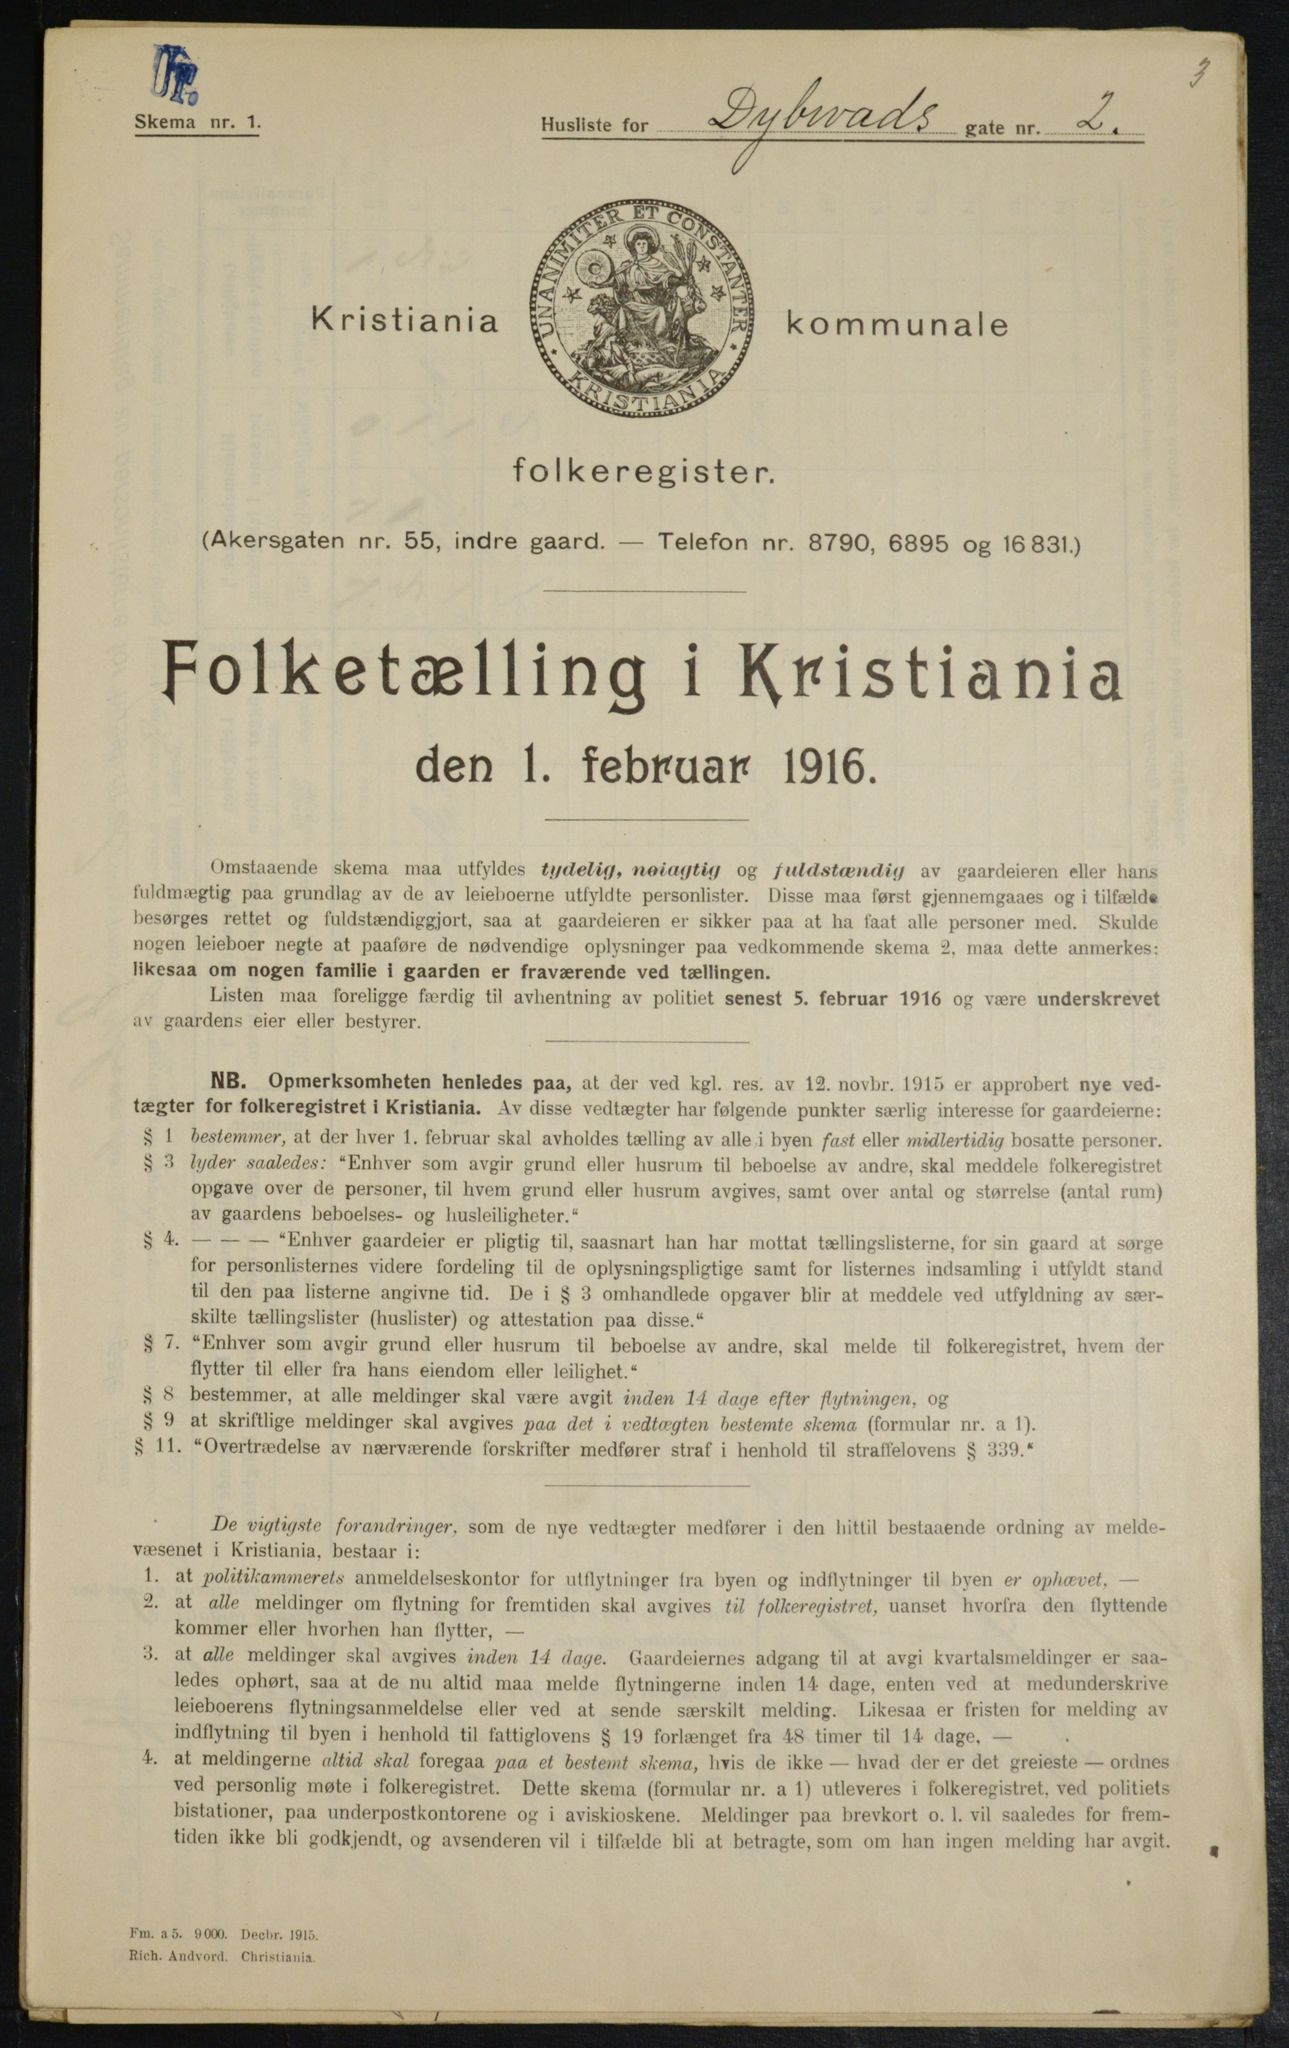 3
Fr.
Skema nr. 1.
Husliste for Dybwads gate nr. 2.
UNANIMITER ET CONSTANTER
KRISTIANIA
Kristiania kommunale
folkeregister.
(Akersgaten nr. 55, indre gaard. — Telefon nr. 8790, 6895 og 16 831.)
Folketælling i Kristiania
den 1. februar 1916.
Omstaaende skema maa utfyldes tydelig, nøiagtig og fuldstændig av gaardeieren eller hans
fuldmægtig paa grundlag av de av leieboerne utfyldte personlister. Disse maa først gjennemgaaes og i tilfælde
besørges rettet og fuldstændiggjort, saa at gaardeieren er sikker paa at ha faat alle personer med. Skulde
nogen leieboer negte at paaføre de nødvendige oplysninger paa vedkommende skema 2, maa dette anmerkes:
likesaa om nogen familie i gaarden er fraværende ved tællingen.
Listen maa foreligge færdig til avhentning av politiet senest 5. februar 1916 og være underskrevet
av gaardens eier eller bestyrer.
NB. Opmerksomheten henledes paa, at der ved kgl. res. av 12. novbr. 1915 er approbert nye ved-
tægter for folkeregistret i Kristiania. Av disse vedtægter har følgende punkter særlig interesse for gaardeierne:
§ 1 bestemmer, at der hver 1. februar skal avholdes tælling av alle i byen fast eller midlertidig bosatte personer.
§ 3 lyder saaledes: “Enhver som avgir grund eller husrum til beboelse av andre, skal meddele folkeregistret
opgave over de personer, til hvem grund eller husrum avgives, samt over antal og størrelse (antal rum)
av gaardens beboelses- og husleiligheter.“
§ 4. — — — “Enhver gaardeier er pligtig til, saasnart han har mottat tællingslisterne, for sin gaard at sørge
for personlisternes videre fordeling til de oplysningspligtige samt for listernes indsamling i utfyldt stand
til den paa listerne angivne tid. De i § 3 omhandlede opgaver blir at meddele ved utfyldning av sær-
skilte tællingslister (huslister) og attestation paa disse.“
§ 7. “Enhver som avgir grund eller husrum til beboelse av andre, skal melde til folkeregistret, hvem der
flytter til eller fra hans eiendom eller leilighet.“
§ 8 bestemmer, at alle meldinger skal være avgit inden 14 dage efter flytningen, og
§ 9 at skriftlige meldinger skal avgives paa det i vedtægten bestemte skema (formular nr. a 1).
§ 11. “Overtrædelse av nærværende forskrifter medfører straf i henhold til straffelovens § 339.“
De vigtigste forandringer, som de nye vedtægter medfører i den hittil bestaaende ordning av melde-
væsenet i Kristiania, bestaar i:
1. at politikammerets anmeldelseskontor for utflytninger fra byen og indflytninger til byen er ophævet, —
2. at alle meldinger om flytning for fremtiden skal avgives til folkeregistret, uanset hvorfra den flyttende
kommer eller hvorhen han flytter, —
3. at alle meldinger skal avgives inden 14 dage. Gaardeiernes adgang til at avgi kvartalsmeldinger er saa-
ledes ophørt, saa at de nu altid maa melde flytningerne inden 14 dage, enten ved at medunderskrive
leieboerens flytningsanmeldelse eller ved at sende særskilt melding. Likesaa er fristen for melding av
indflytning til byen i henhold til fattiglovens § 19 forlænget fra 48 timer til 14 dage, —
4. at meldingerne altid skal foregaa paa et bestemt skema, hvis de ikke — hvad der er det greieste — ordnes
ved personlig møte i folkeregistret. Dette skema (formular nr. a 1) utleveres i folkeregistret, ved politiets
bistationer, paa underpostkontorene og i aviskioskene. Meldinger paa brevkort o. l. vil saaledes for frem-
tiden ikke bli godkjendt, og avsenderen vil i tilfælde bli at betragte, som om han ingen melding har avgit.
Fm. a 5. 9 000. Decbr. 1915.
Rich. Andvord. Christiania.